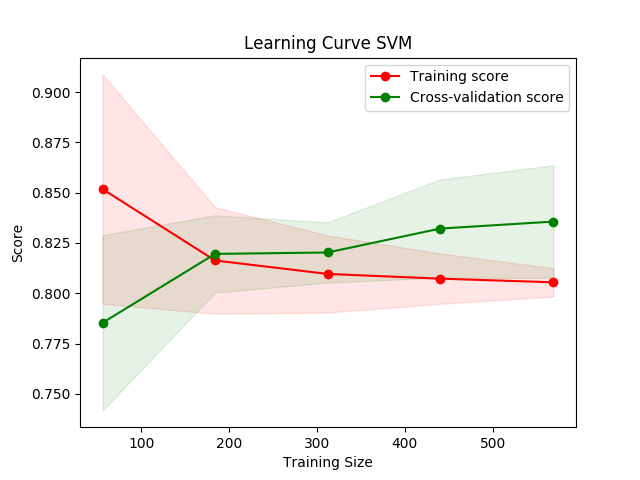 Learning Curve SVM
Training score
Cross-validation score
0.900
0.875
0.850
0.825
0.800
0.775
0.750
Score
100 200 300 400 500
Training Size